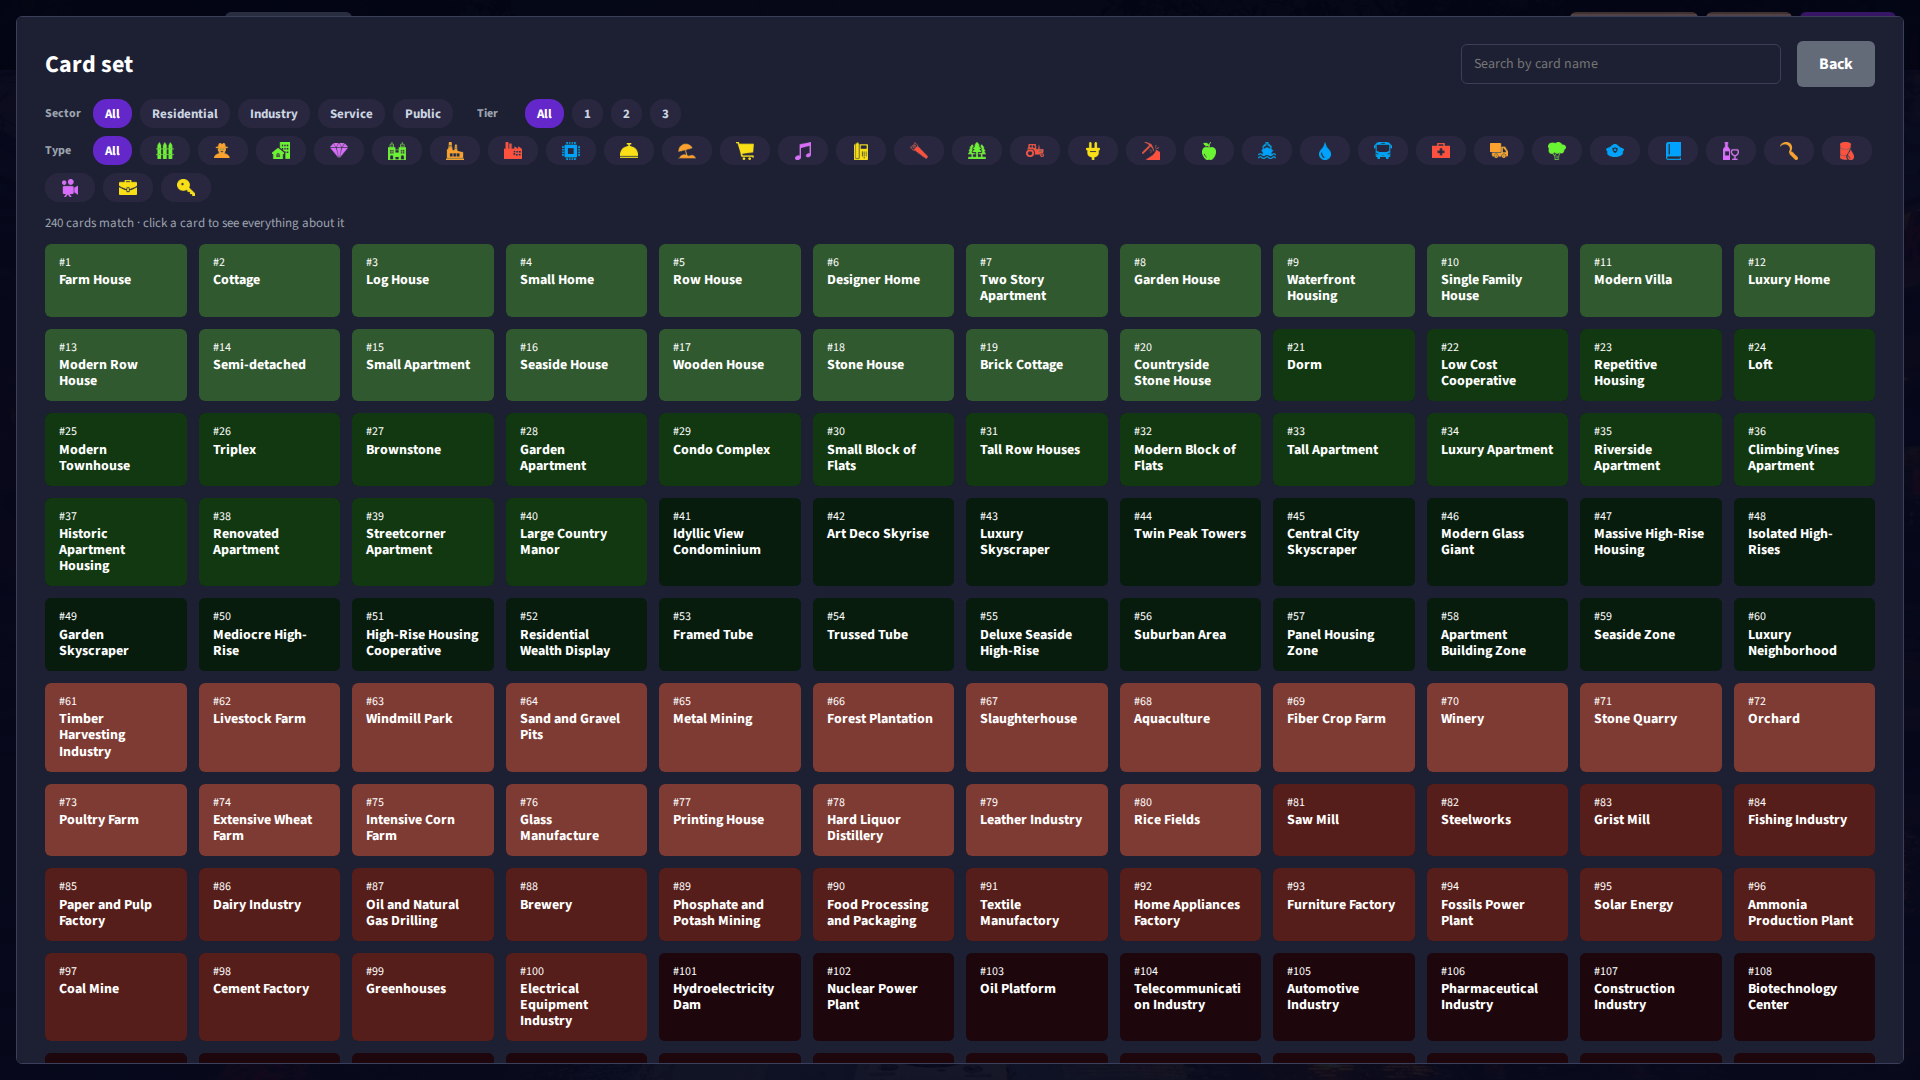 Card set
Search by card name
Back
Sector
All
Residential
Industry
Service
Public
Tier
All
1
2
3
Type
All
240 cards match · click a card to see everything about it
#1
Farm House
#2
Cottage
#3
Log House
#4
Small Home
#5
Row House
#6
Designer Home
#7
Two Story
Apartment
#8
Garden House
#9
Waterfront
Housing
#10
Single Family
House
#11
Modern Villa
#12
Luxury Home
#13
Modern Row
House
#14
Semi-detached
#15
Small Apartment
#16
Seaside House
#17
Wooden House
#18
Stone House
#19
Brick Cottage
#20
Countryside
Stone House
#21
Dorm
#22
Low Cost
Cooperative
#23
Repetitive
Housing
#24
Loft
#25
Modern
Townhouse
#26
Triplex
#27
Brownstone
#28
Garden
Apartment
#29
Condo Complex
#30
Small Block of
Flats
#31
Tall Row Houses
#32
Modern Block of
Flats
#33
Tall Apartment
#34
Luxury Apartment
#35
Riverside
Apartment
#36
Climbing Vines
Apartment
#37
Historic
Apartment
Housing
#38
Renovated
Apartment
#39
Streetcorner
Apartment
#40
Large Country
Manor
#41
Idyllic View
Condominium
#42
Art Deco Skyrise
#43
Luxury
Skyscraper
#44
Twin Peak Towers
#45
Central City
Skyscraper
#46
Modern Glass
Giant
#47
Massive High-Rise
Housing
#48
Isolated High-
Rises
#49
Garden
Skyscraper
#50
Mediocre High-
Rise
#51
High-Rise Housing
Cooperative
#52
Residential
Wealth Display
#53
Framed Tube
#54
Trussed Tube
#55
Deluxe Seaside
High-Rise
#56
Suburban Area
#57
Panel Housing
Zone
#58
Apartment
Building Zone
#59
Seaside Zone
#60
Luxury
Neighborhood
#61
Timber
Harvesting
Industry
#62
Livestock Farm
#63
Windmill Park
#64
Sand and Gravel
Pits
#65
Metal Mining
#66
Forest Plantation
#67
Slaughterhouse
#68
Aquaculture
#69
Fiber Crop Farm
#70
Winery
#71
Stone Quarry
#72
Orchard
#73
Poultry Farm
#74
Extensive Wheat
Farm
#75
Intensive Corn
Farm
#76
Glass
Manufacture
#77
Printing House
#78
Hard Liquor
Distillery
#79
Leather Industry
#80
Rice Fields
#81
Saw Mill
#82
Steelworks
#83
Grist Mill
#84
Fishing Industry
#85
Paper and Pulp
Factory
#86
Dairy Industry
#87
Oil and Natural
Gas Drilling
#88
Brewery
#89
Phosphate and
Potash Mining
#90
Food Processing
and Packaging
#91
Textile
Manufactory
#92
Home Appliances
Factory
#93
Furniture Factory
#94
Fossils Power
Plant
#95
Solar Energy
#96
Ammonia
Production Plant
#97
Coal Mine
#98
Cement Factory
#99
Greenhouses
#100
Electrical
Equipment
Industry
#101
Hydroelectricity
Dam
#102
Nuclear Power
Plant
#103
Oil Platform
#104
Telecommunicati
on Industry
#105
Automotive
Industry
#106
Pharmaceutical
Industry
#107
Construction
Industry
#108
Biotechnology
Center